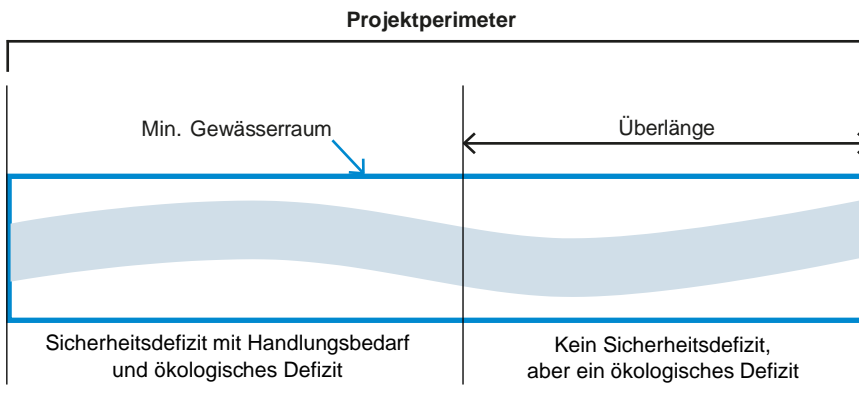 Projektperimeter
Min. Gewässerraum
Überlänge
Sicherheitsdefizit mit Handlungsbedarf
und ökologisches Defizit
Kein Sicherheitsdefizit,
aber ein ökologisches Defizit